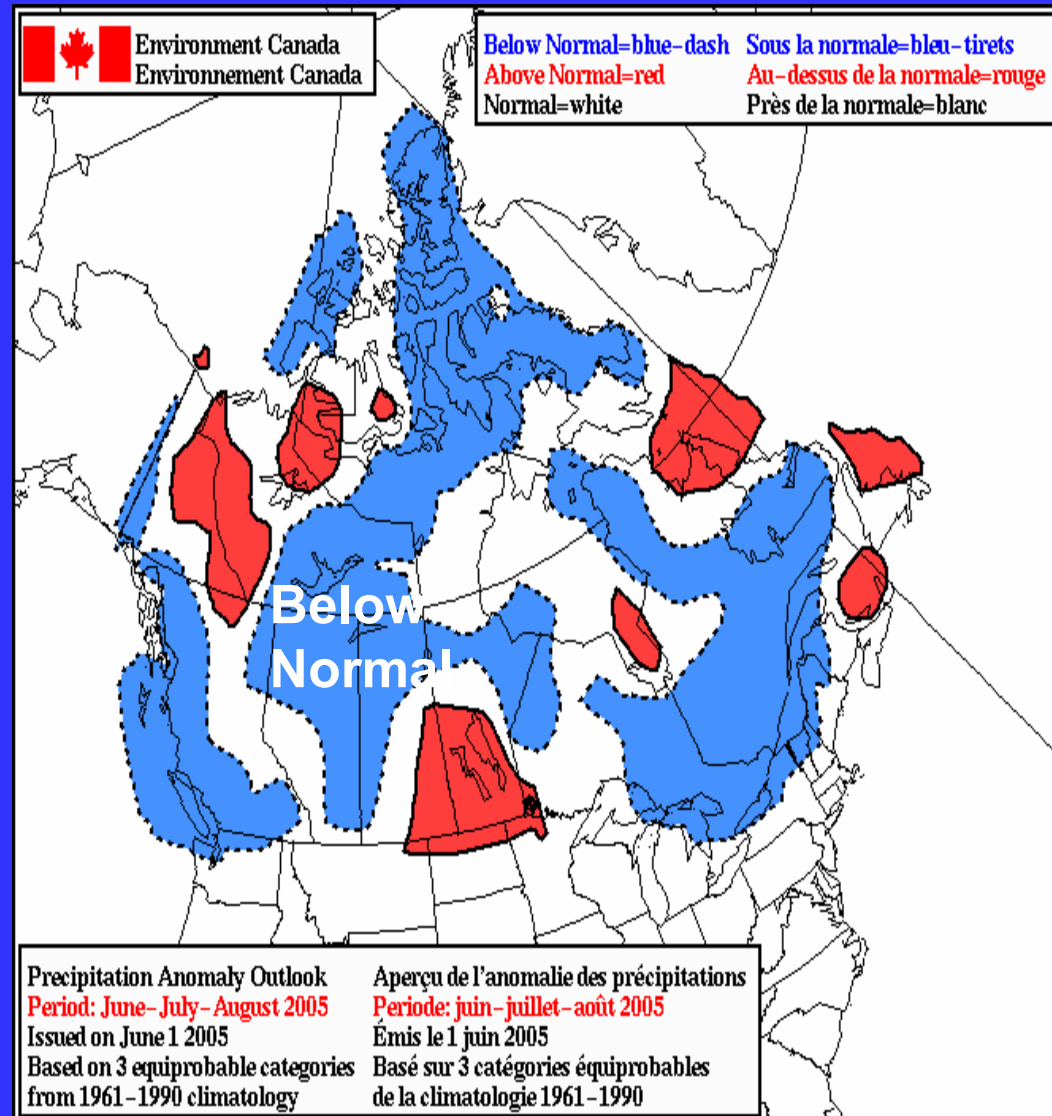 Environment Canada
Environnement Canada
Below Normal=blue-dash Sous la normale=bleu-tirets
Above Normal=red Au-dessus de la normale=rouge
Normal=white Près de la normale=blanc
Below
Normal
Precipitation Anomaly Outlook Aperçu de l'anomalie des précipitations
Period: June-July-August 2005 Periode: juin-juillet-août 2005
Issued on June 1 2005 Émis le 1 juin 2005
Based on 3 equiprobable categories Basé sur 3 catégories équiprobables
from 1961-1990 climatology de la climatologie 1961-1990